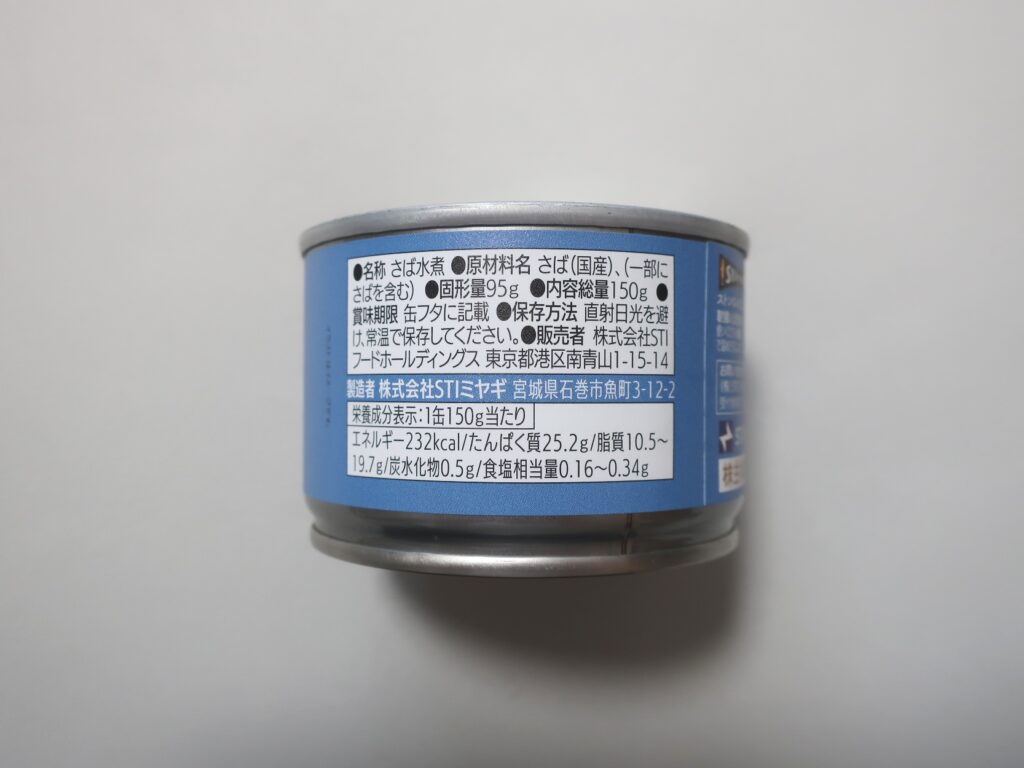 ●名称 さば水煮 ●原材料名 さば(国産)、(一部に
さばを含む) ●固形量95g ●内容総量150g ●
賞味期限 缶フタに記載 ●保存方法 直射日光を避
け、常温で保存してください。●販売者 株式会社STI
フードホールディングス 東京都港区南青山1-15-14
製造者 株式会社STIミヤギ 宮城県石巻市魚町3-12-2
栄養成分表示:1缶150g当たり
エネルギー232kcal/たんぱく質25.2g/脂質10.5~
19.7g/炭水化物0.5g/食塩相当量0.16~0.34g